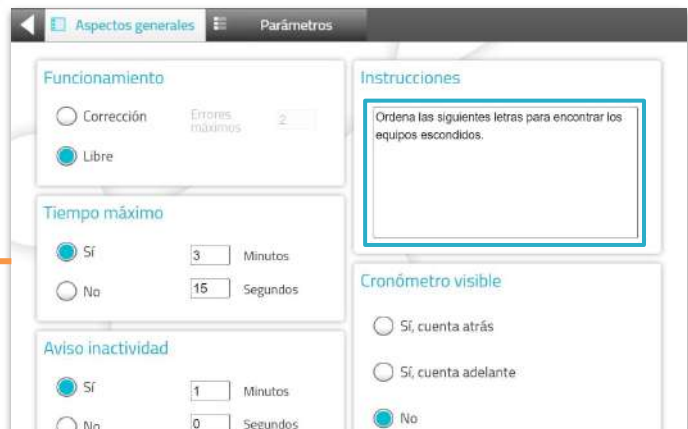 Aspectos generales
Parámetros
Funcionamiento
Corrección
Errores máximos
2
Libre
Tiempo máximo
Sí
3
Minutos
No
15
Segundos
Aviso inactividad
Sí
1
Minutos
No
0
Segundos
Instrucciones
Ordena las siguientes letras para encontrar los
equipos escondidos.
Cronómetro visible
Sí, cuenta atrás
Sí, cuenta adelante
No